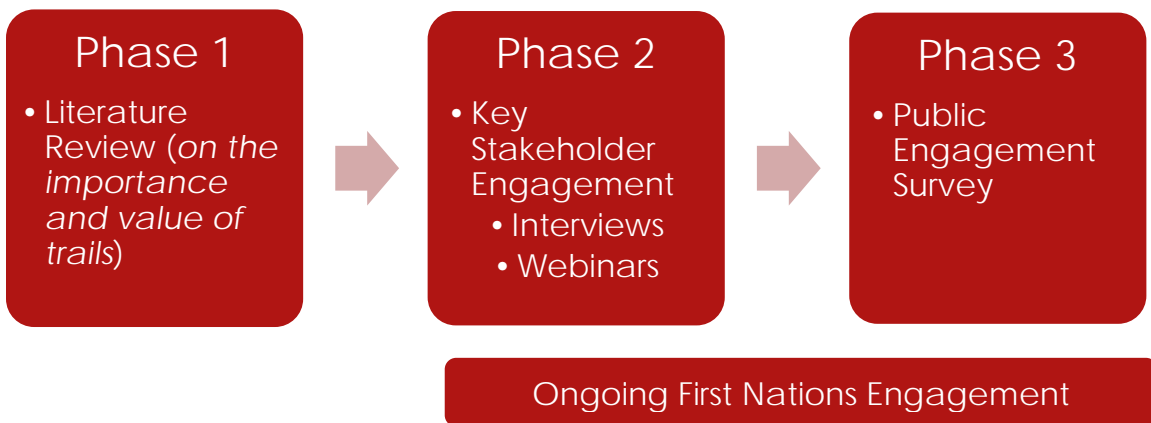 Phase 1
• Literature
Review (on the
importance
and value of
trails)
Phase 2
• Key
Stakeholder
Engagement
• Interviews
• Webinars
Phase 3
• Public
Engagement
Survey
Ongoing First Nations Engagement